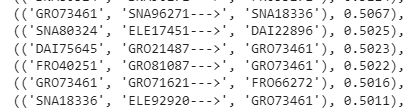 (('SNA80324', 'ELE17451--->', 'DAI22896'), 0.5025),
(('GRO73461', 'SNA96271--->', 'SNA18336'), 0.5067),
(('DAI75645', 'GRO21487--->', 'GRO73461'), 0.5023),
(('FRO40251', 'GRO81087--->', 'GRO73461'), 0.5022),
(('GRO73461', 'GRO71621--->', 'FRO66272'), 0.5016),
(('SNA18336', 'ELE92920--->', 'GRO73461'), 0.5011),